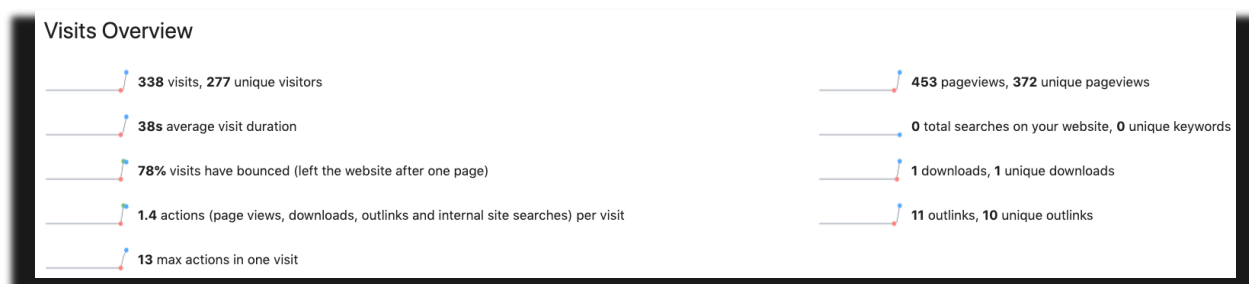 Visits Overview
338 visits, 277 unique visitors
38s average visit duration
78% visits have bounced (left the website after one page)
1.4 actions (page views, downloads, outlinks and internal site searches) per visit
13 max actions in one visit
453 pageviews, 372 unique pageviews
0 total searches on your website, 0 unique keywords
1 downloads, 1 unique downloads
11 outlinks, 10 unique outlinks